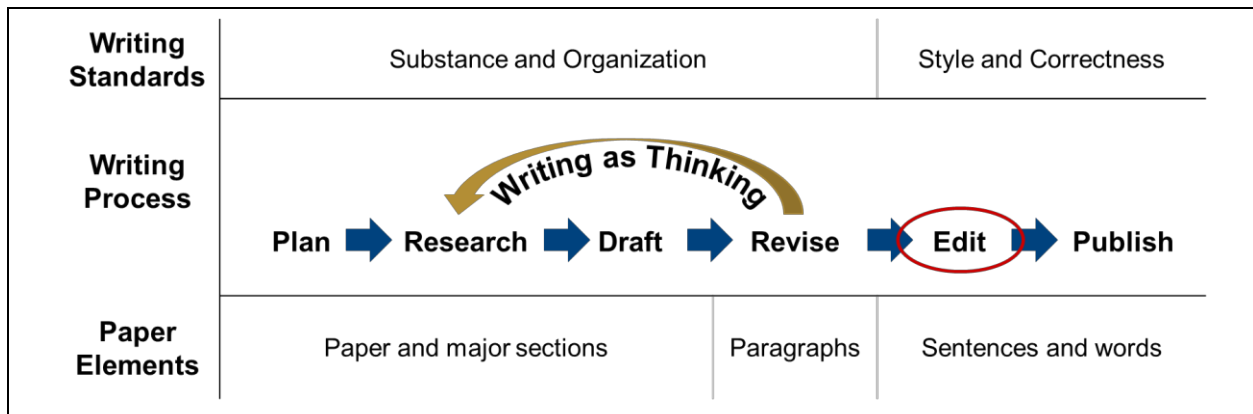 Writing
Standards
Substance and Organization
Style and Correctness
Writing
Process
Writing as Thinking
Plan
Research
Draft
Revise
Edit
Publish
Paper
Elements
Paper and major sections
Paragraphs
Sentences and words